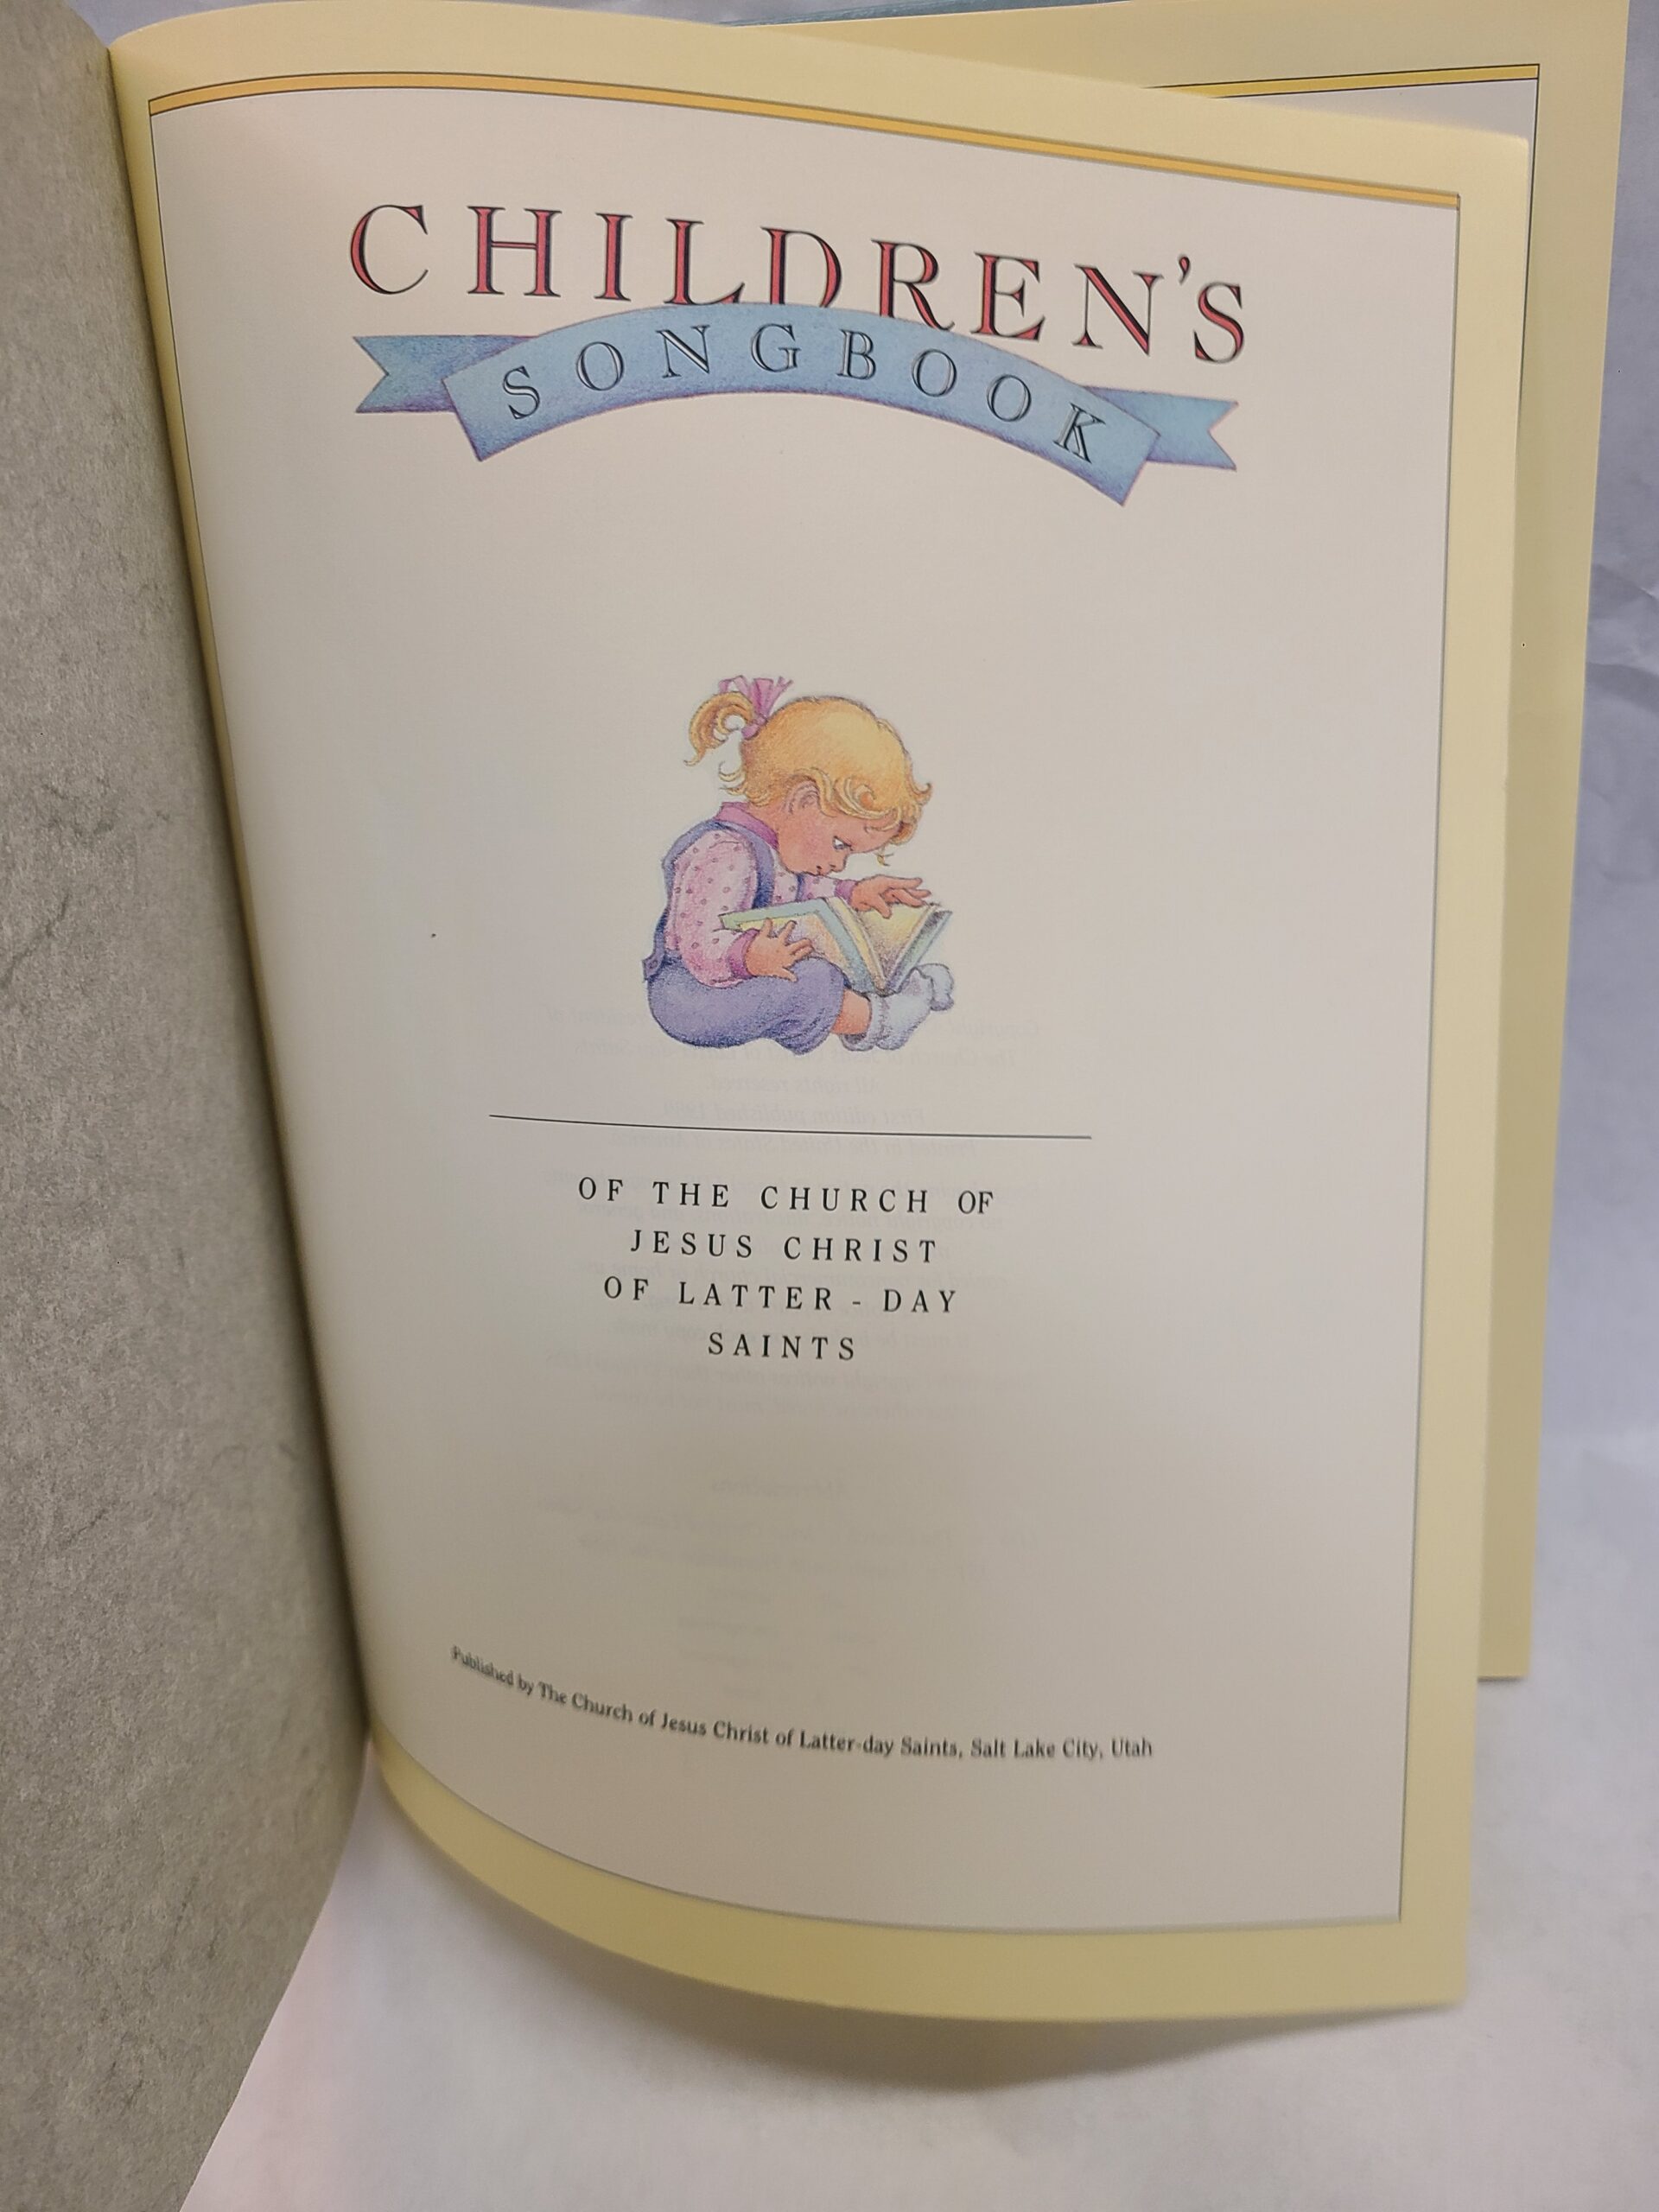 CHILDREN'S
SONGBOOK
OF THE CHURCH OF
JESUS CHRIST
OF LATTER-DAY
SAINTS
Published by The Church of Jesus Christ of Latter-day Saints, Salt Lake City, Utah